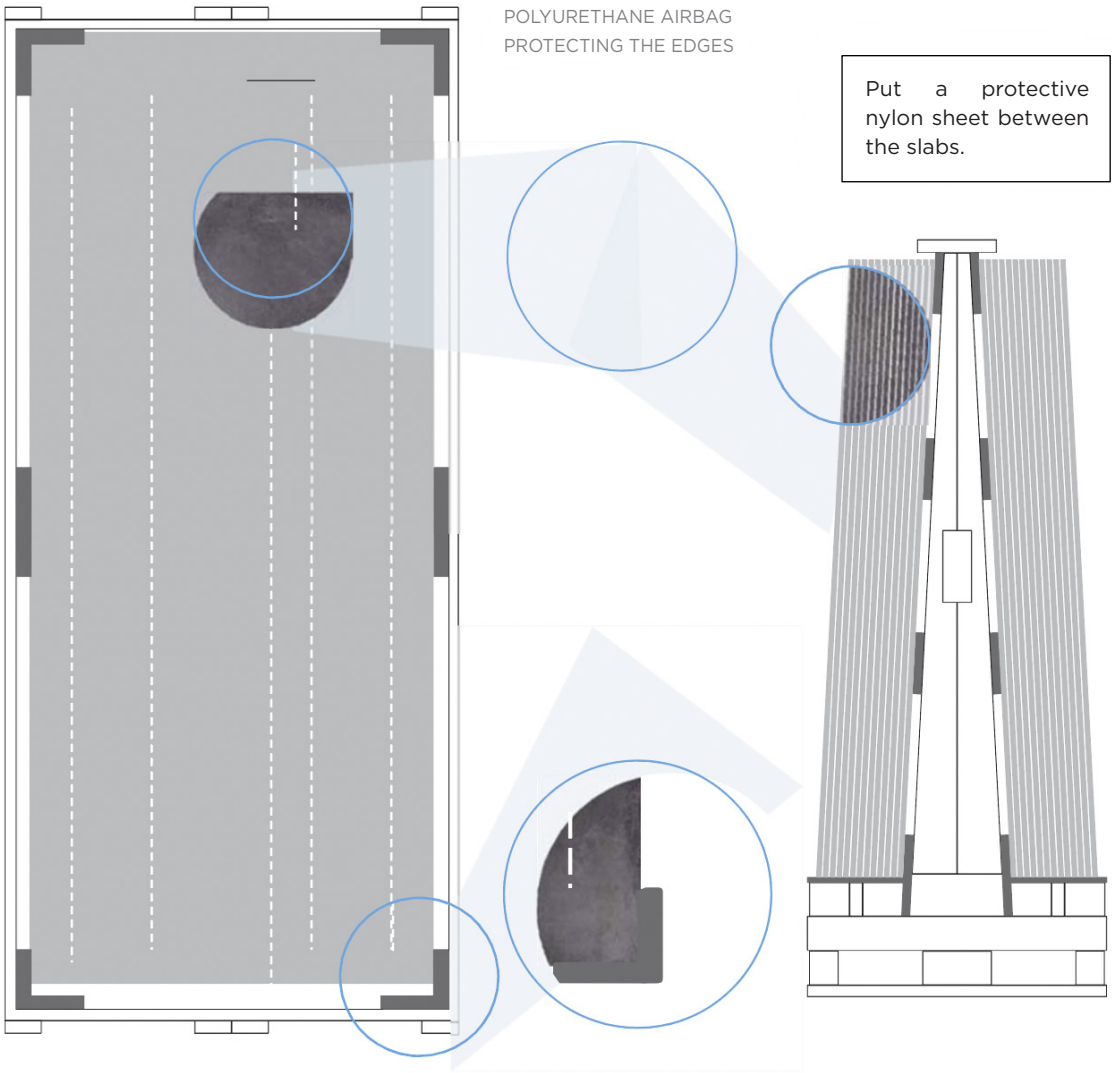 POLYURETHANE AIRBAG
PROTECTING THE EDGES
Put a protective
nylon sheet between
the slabs.